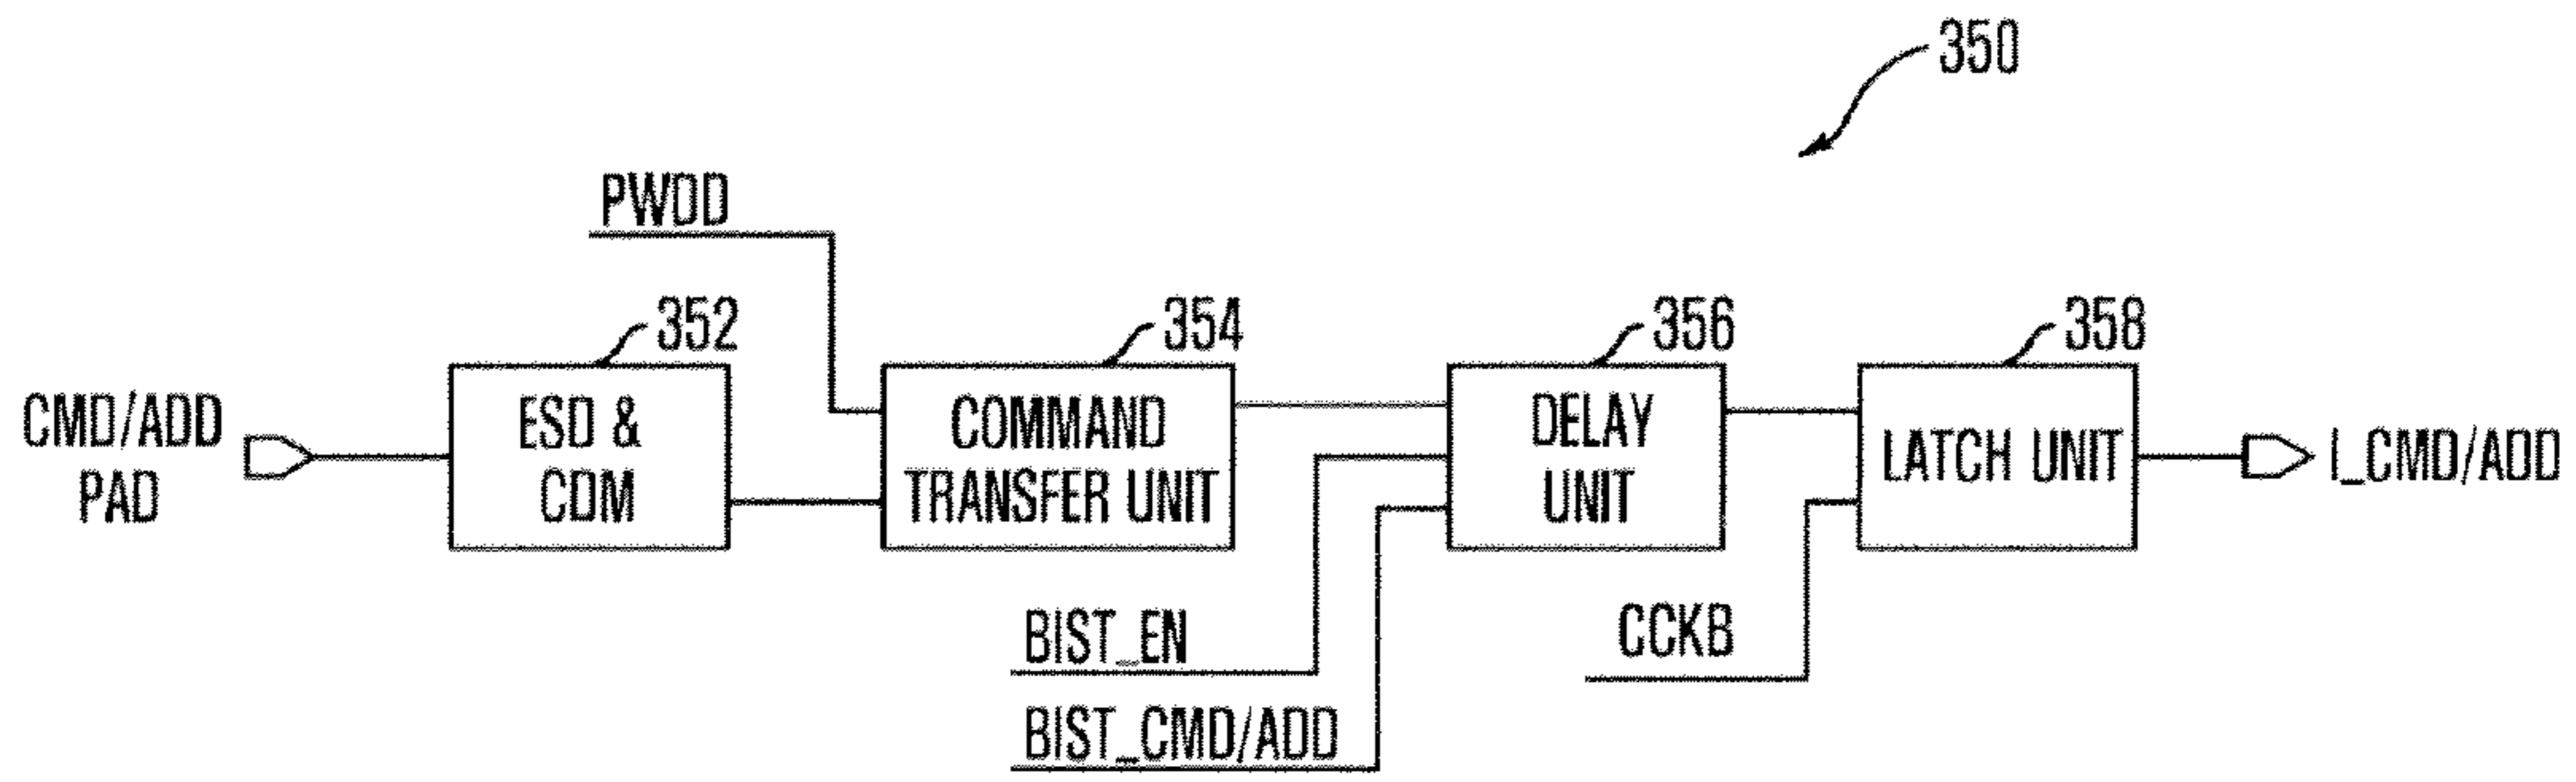 350
PWDD
352
354
356
358
CMD/ADD
PAD
ESD &
CDM
COMMAND
TRANSFER UNIT
DELAY
UNIT
LATCH UNIT
I_CMD/ADD
BIST_EN
CCKB
BIST_CMD/ADD